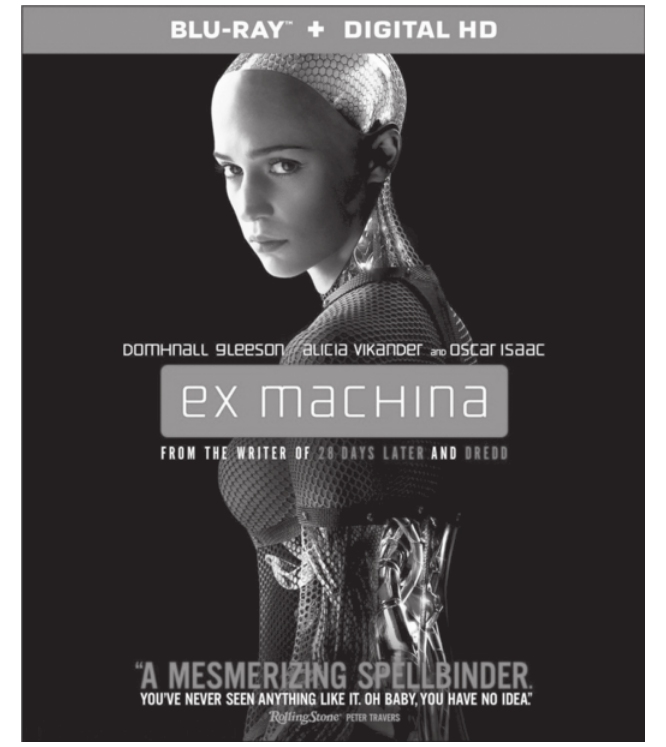 BLU-RAY™ + DIGITAL HD
DOMHNALL GLEESON ALICIA VIKANDER AND OSCAR ISAAC
ex machina
FROM THE WRITER OF 28 DAYS LATER AND DREDD
"A MESMERIZING SPELLBINDER.
YOU'VE NEVER SEEN ANYTHING LIKE IT. OH BABY, YOU HAVE NO IDEA."
RollingStone PETER TRAVERS